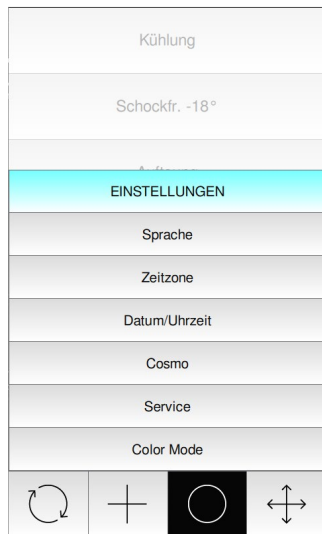 Kühlung
Schockfr. -18°
EINSTELLUNGEN
Sprache
Zeitzone
Datum/Uhrzeit
Cosmo
Service
Color Mode